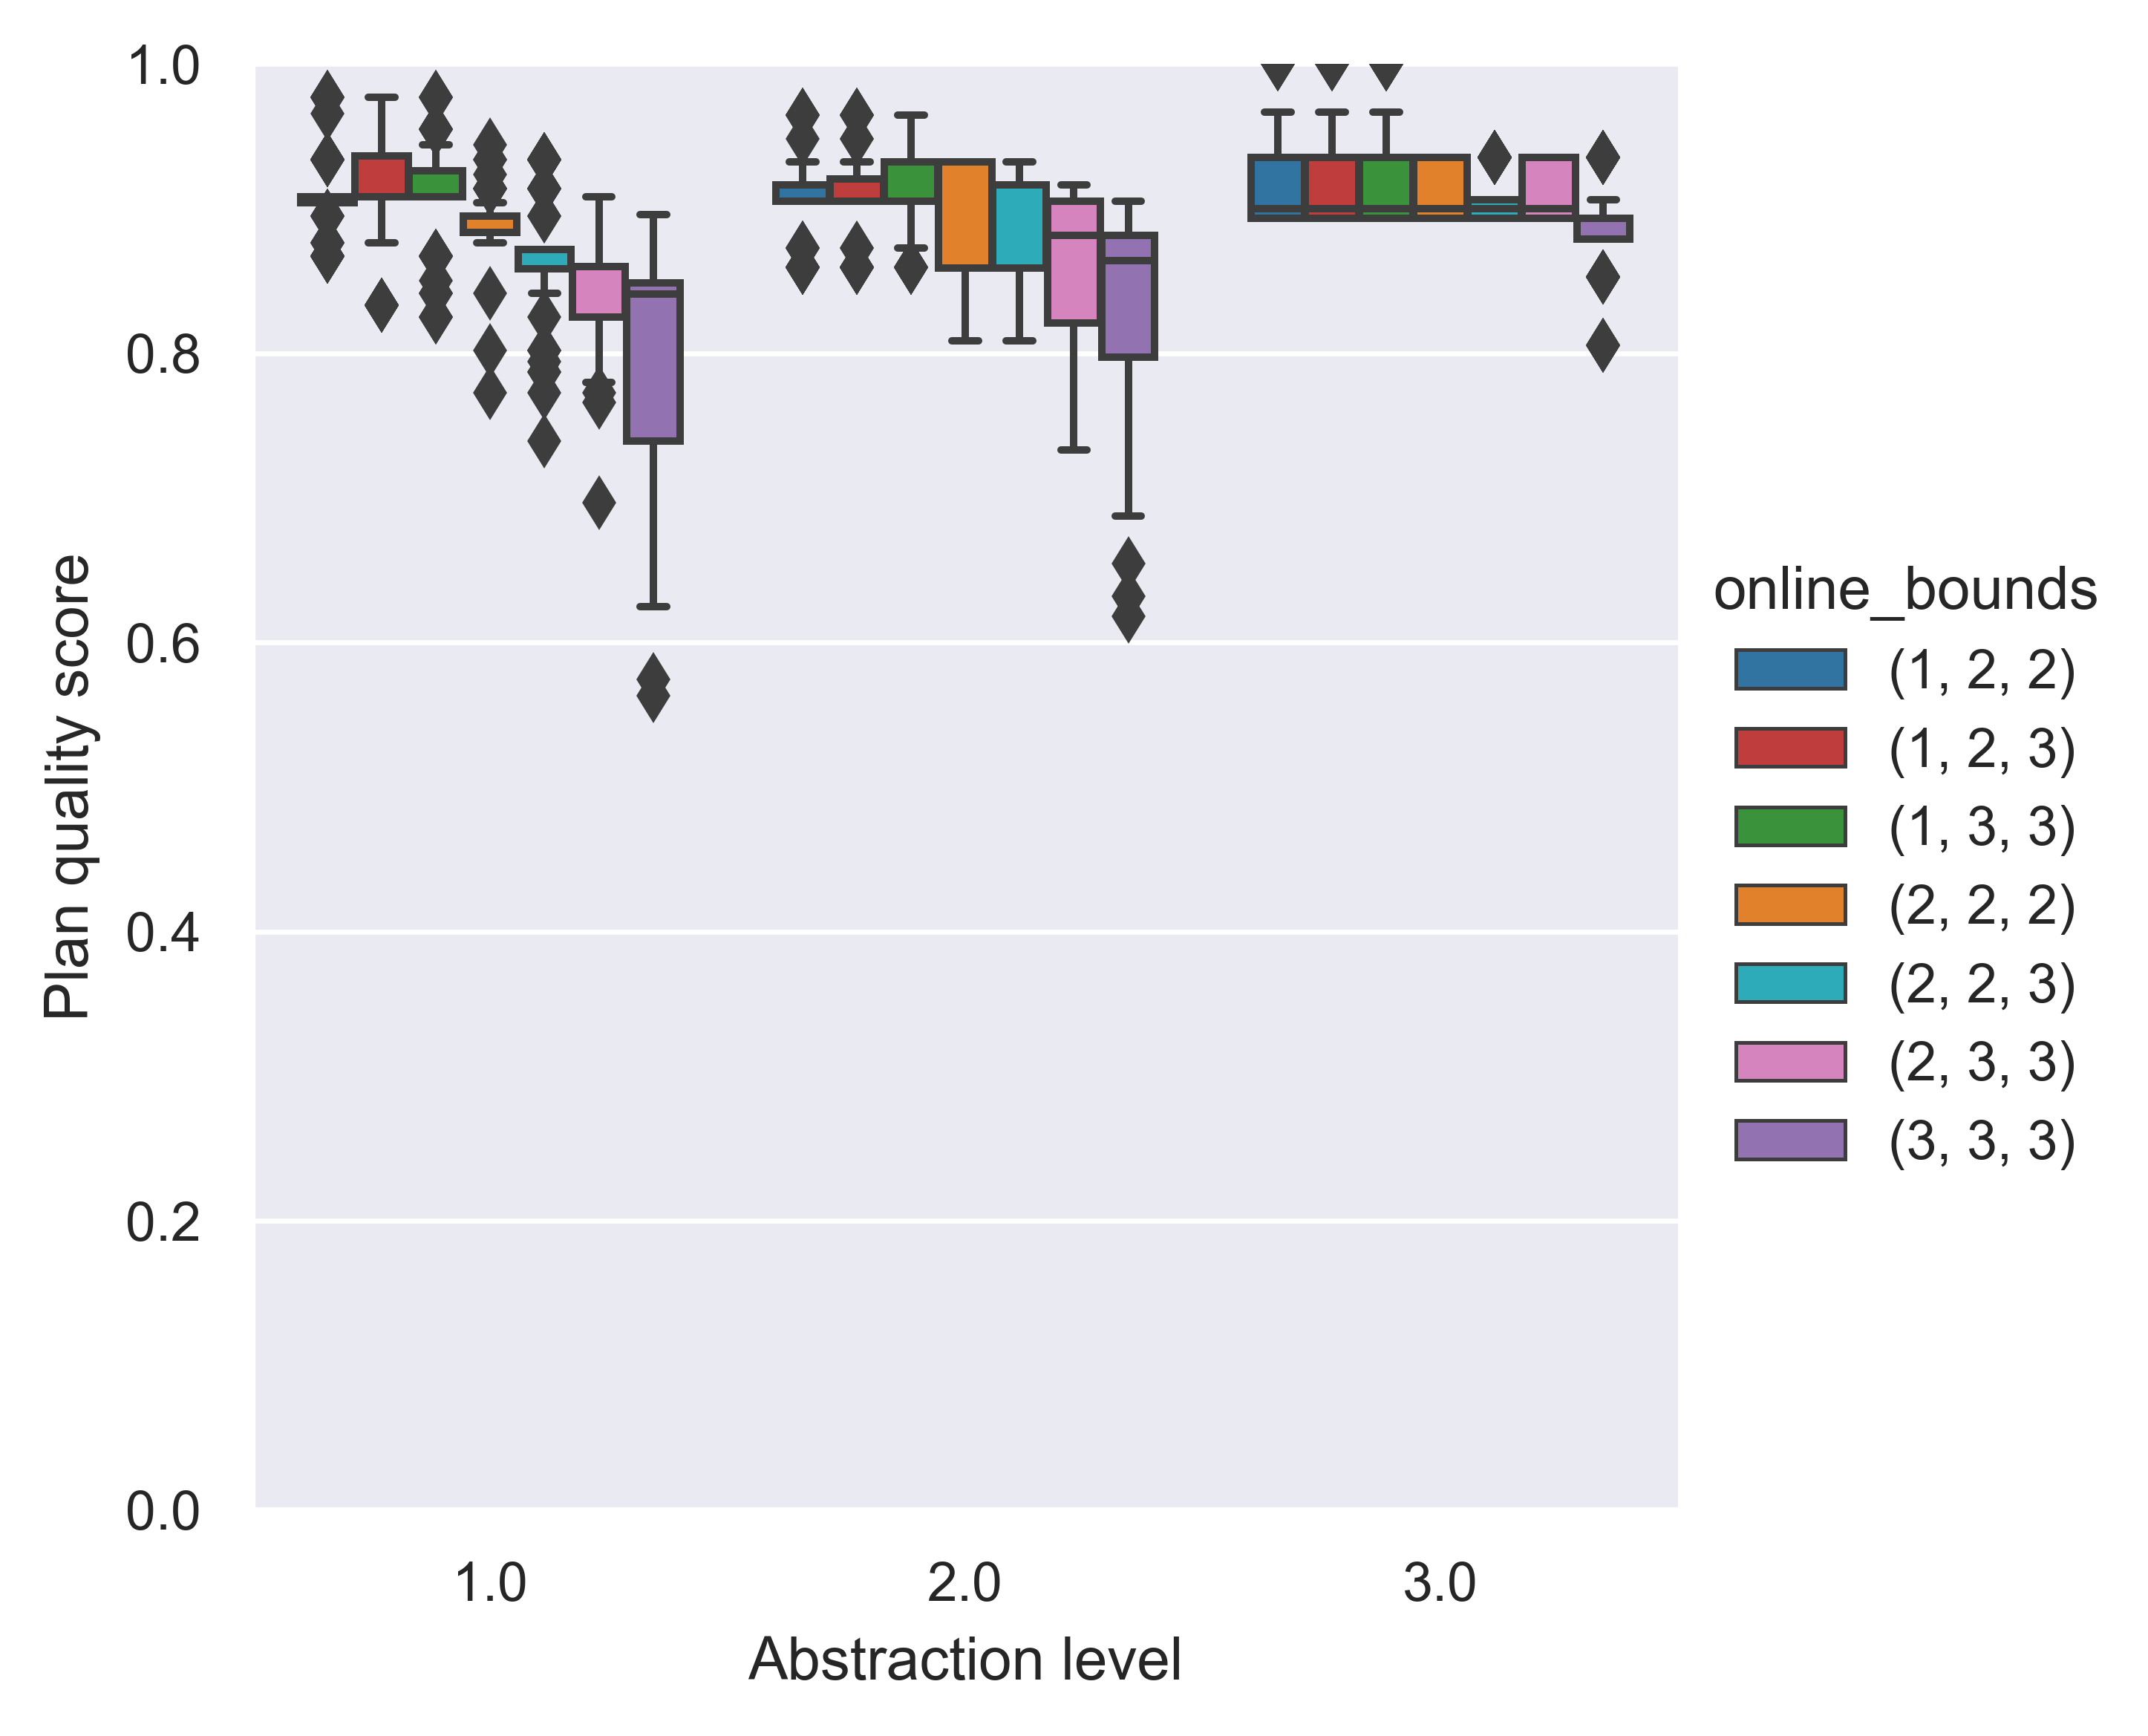 1.0
0.8
0.6
0.4
0.2
0.0
Plan quality score
1.0
2.0
3.0
Abstraction level
online_bounds
(1, 2, 2)
(1, 2, 3)
(1, 3, 3)
(2, 2, 2)
(2, 2, 3)
(2, 3, 3)
(3, 3, 3)